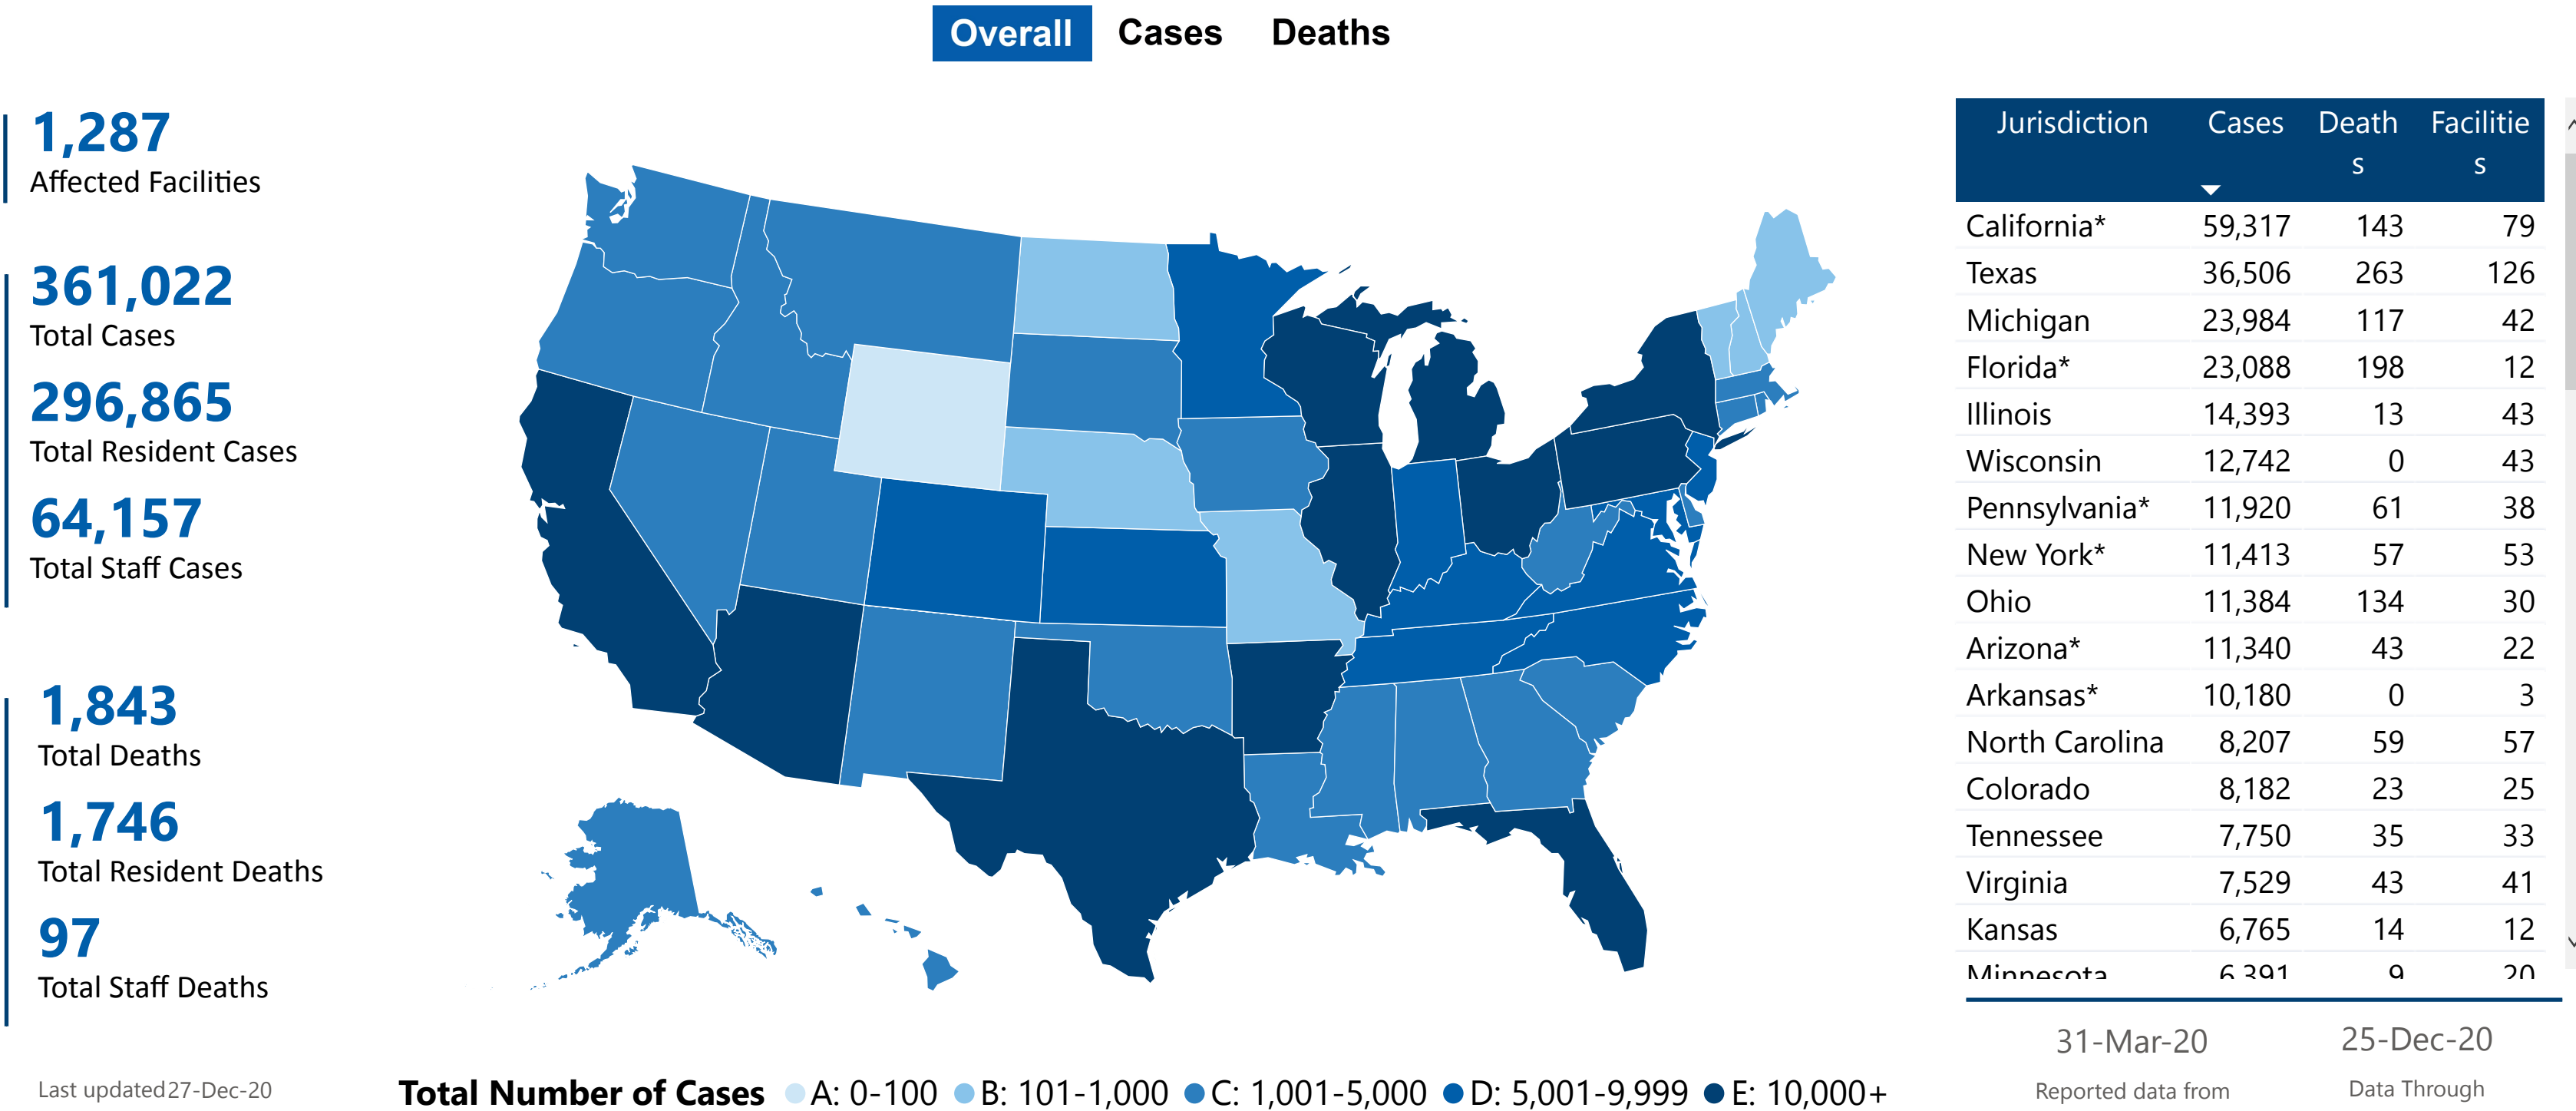 Overall Cases Deaths
1,287
Affected Facilities
361,022
Total Cases
296,865
Total Resident Cases
64,157
Total Staff Cases
1,843
Total Deaths
1,746
Total Resident Deaths
97
Total Staff Deaths
Last updated 27-Dec-20
Total Number of Cases A: 0-100 B: 101-1,000 C: 1,001-5,000 D: 5,001-9,999 E: 10,000+
Jurisdiction Cases Death Facilitie
s s
California* 59,317 143 79
Texas 36,506 263 126
Michigan 23,984 117 42
Florida* 23,088 198 12
Illinois 14,393 13 43
Wisconsin 12,742 0 43
Pennsylvania* 11,920 61 38
New York* 11,413 57 53
Ohio 11,384 134 30
Arizona* 11,340 43 22
Arkansas* 10,180 0 3
North Carolina 8,207 59 57
Colorado 8,182 23 25
Tennessee 7,750 35 33
Virginia 7,529 43 41
Kansas 6,765 14 12
Minnesota 6,391 9 20
31-Mar-20 25-Dec-20
Reported data from Data Through